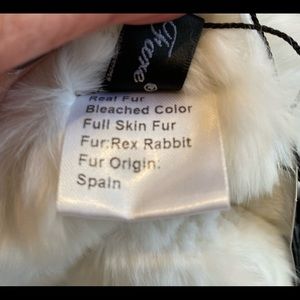 Real Fur
Bleached Color
Full Skin Fur
Fur:Rex Rabbit
Fur Origin:
Spain